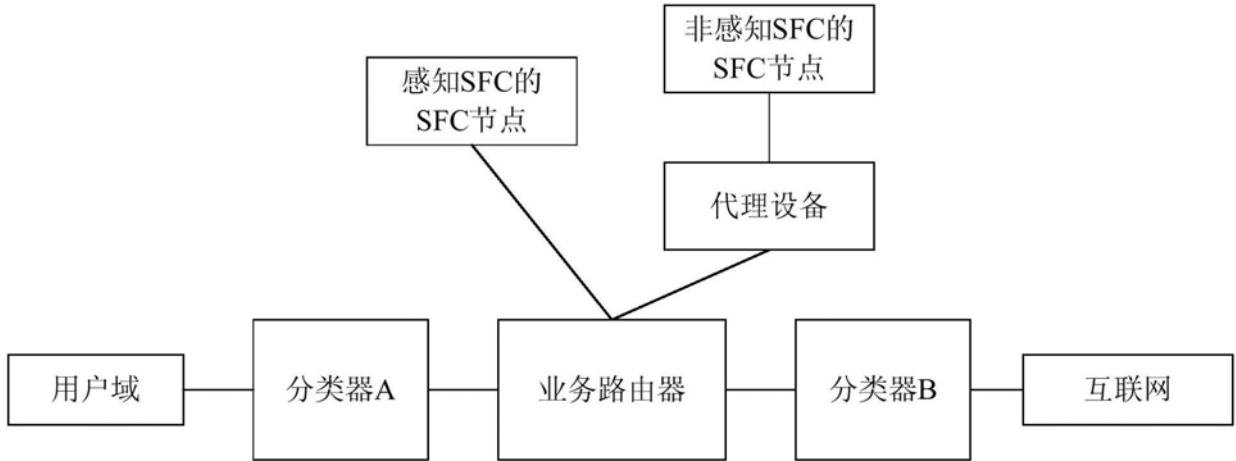 非感知SFC的
SFC节点
感知SFC的
SFC节点
代理设备
用户域
分类器A
业务路由器
分类器B
互联网